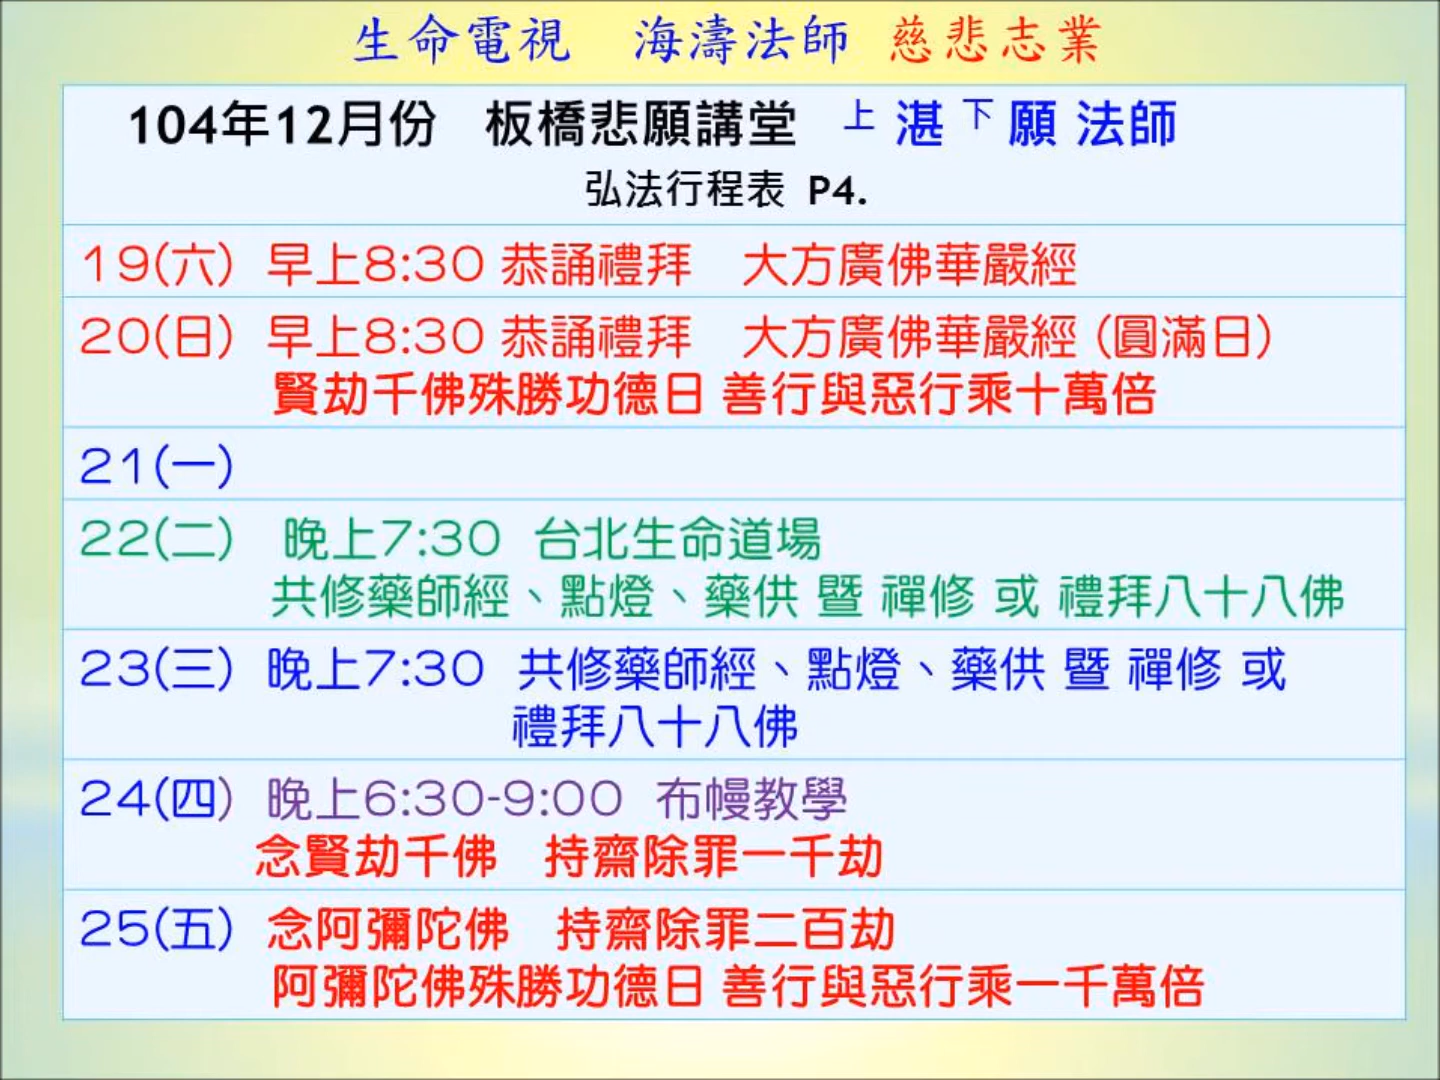 生命電視 海濤法師 慈悲志業
104年12月份 板橋悲願講堂 上 湛 下 願 法師
弘法行程表 P4.
19(六) 早上8:30 恭誦禮拜 大方廣佛華嚴經
20(日) 早上8:30 恭誦禮拜 大方廣佛華嚴經 (圓滿日)
賢劫千佛殊勝功德日 善行與惡行乘十萬倍
21(一)
22(二) 晚上7:30 台北生命道場
共修藥師經、點燈、藥供 暨 禪修 或 禮拜八十八佛
23(三) 晚上7:30 共修藥師經、點燈、藥供 暨 禪修 或
禮拜八十八佛
24(四) 晚上6:30-9:00 布幔教學
念賢劫千佛 持齋除罪一千劫
25(五) 念阿彌陀佛 持齋除罪二百劫
阿彌陀佛殊勝功德日 善行與惡行乘一千萬倍